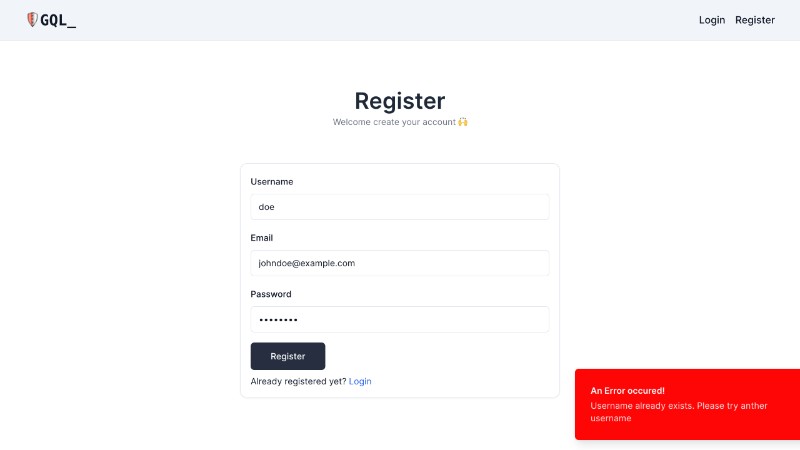 GQL_
Login Register
Register
Welcome create your account 🙌
Username
doe
Email
johndoe@example.com
Password
••••••••
Register
Already registered yet? Login
An Error occured!
Username already exists. Please try anther
username